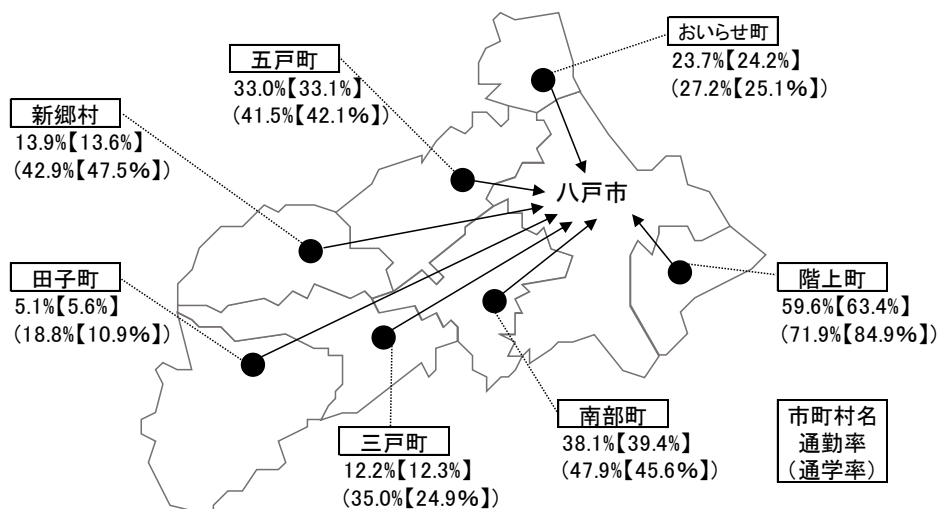 おいらせ町
23.7%【24.2%】
(27.2%【25.1%】)
五戸町
33.0%【33.1%】
(41.5%【42.1%】)
新郷村
13.9%【13.6%】
(42.9%【47.5%】)
八戸市
田子町
5.1%【5.6%】
(18.8%【10.9%】)
階上町
59.6%【63.4%】
(71.9%【84.9%】)
南部町
38.1%【39.4%】
(47.9%【45.6%】)
三戸町
12.2%【12.3%】
(35.0%【24.9%】)
市町村名
通勤率
(通学率)